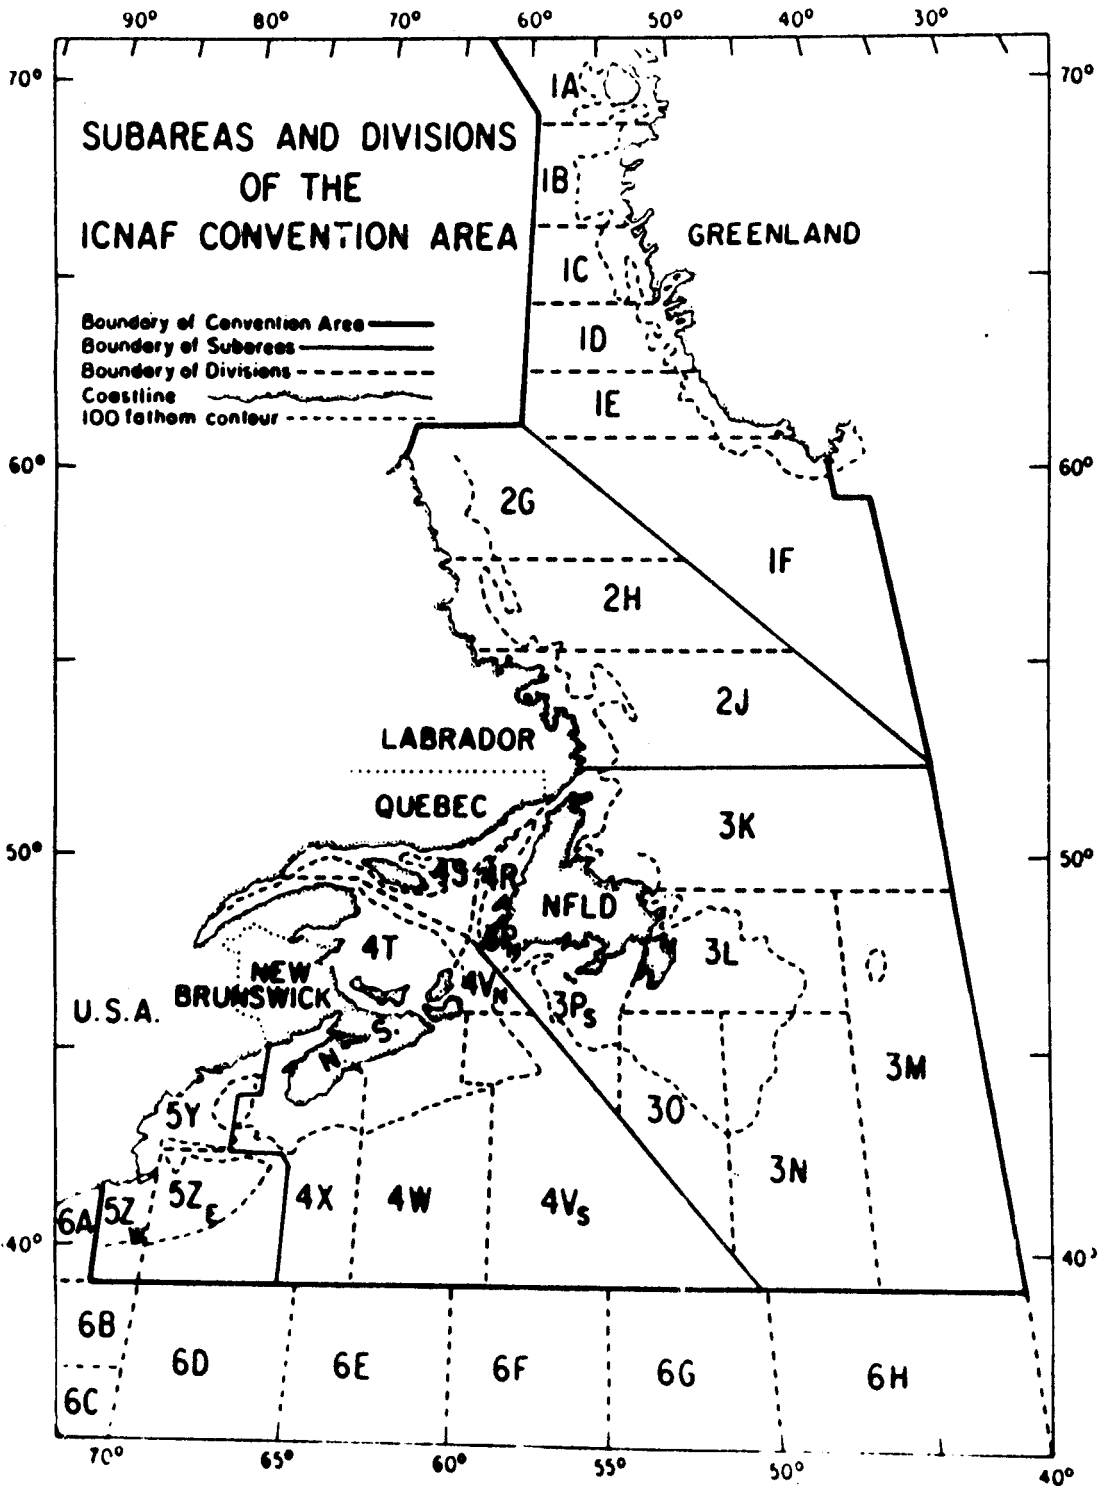 90° 80° 70° 60° 50° 40° 30°
70° 70°
SUBAREAS AND DIVISIONS
OF THE
ICNAF CONVENTION AREA
Boundary of Convention Area
Boundary of Subareas
Boundary of Divisions
Coastline
100 fathom contour
1A
1B
GREENLAND
1C
1D
1E
60° 60°
2G
1F
2H
2J
LABRADOR
QUEBEC
3K
50° 50°
4S 4R
NFLD
4T
3L
NEW
BRUNSWICK
4VN
3PS
U.S.A.
N. S.
3M
5Y
3O
3N
5ZE
4X 4W 4VS
6A 5ZW
40° 40°
6B
6D 6E 6F 6G 6H
6C
70° 65° 60° 55° 50° 40°